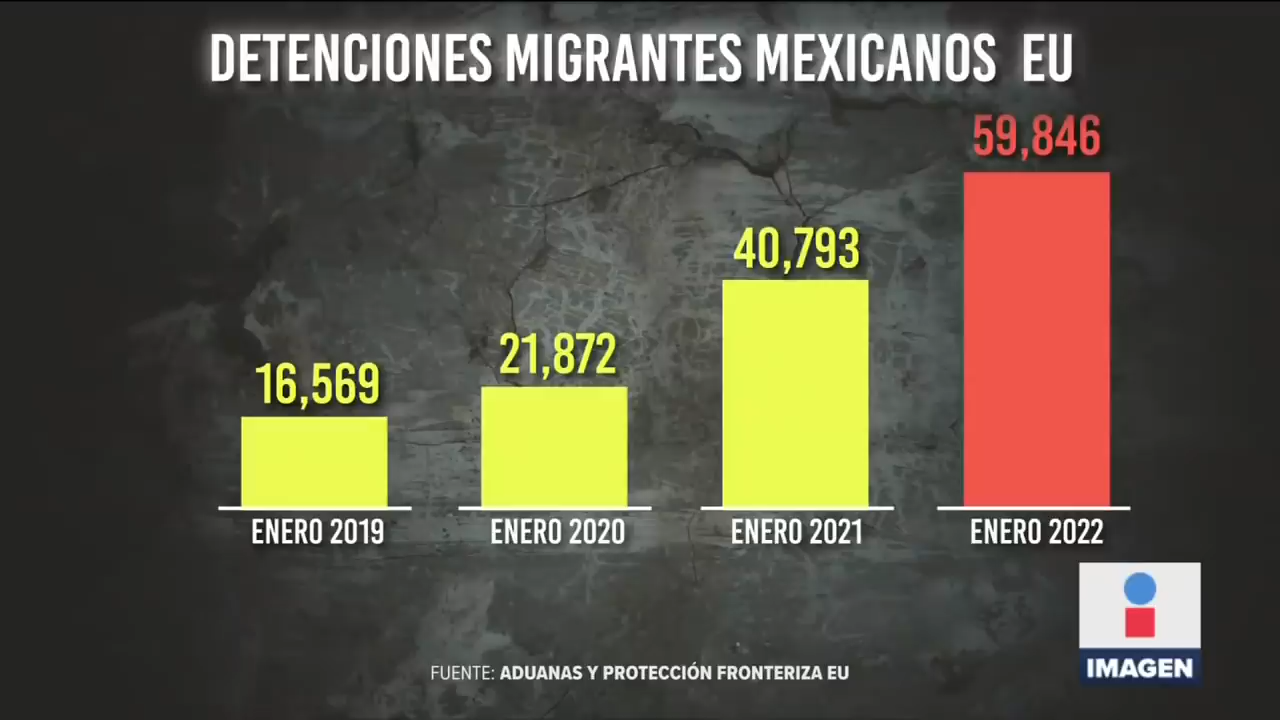 DETENCIONES MIGRANTES MEXICANOS EU
59,846
40,793
21,872
16,569
ENERO 2019
ENERO 2020
ENERO 2021
ENERO 2022
FUENTE: ADUANAS Y PROTECCIÓN FRONTERIZA EU
IMAGEN